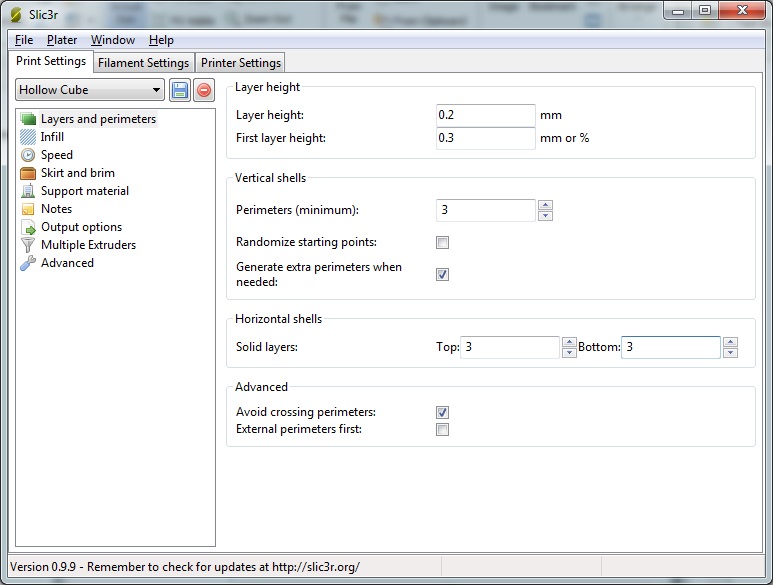 Slic3r
File Plater Window Help
Print Settings Filament Settings Printer Settings
Hollow Cube
Layers and perimeters
Infill
Speed
Skirt and brim
Support material
Notes
Output options
Multiple Extruders
Advanced
Layer height
Layer height: 0.2 mm
First layer height: 0.3 mm or %
Vertical shells
Perimeters (minimum): 3
Randomize starting points:
Generate extra perimeters when
needed:
Horizontal shells
Solid layers: Top: 3 Bottom: 3
Advanced
Avoid crossing perimeters:
External perimeters first:
Version 0.9.9 - Remember to check for updates at http://slic3r.org/